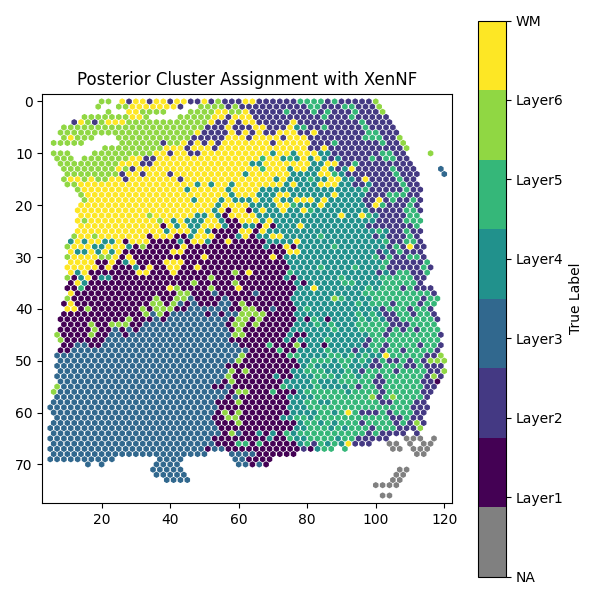 Posterior Cluster Assignment with XenNF
0
10
20
30
40
50
60
70
20
40
60
80
100
120
WM
Layer6
Layer5
Layer4
Layer3
Layer2
Layer1
NA
True Label